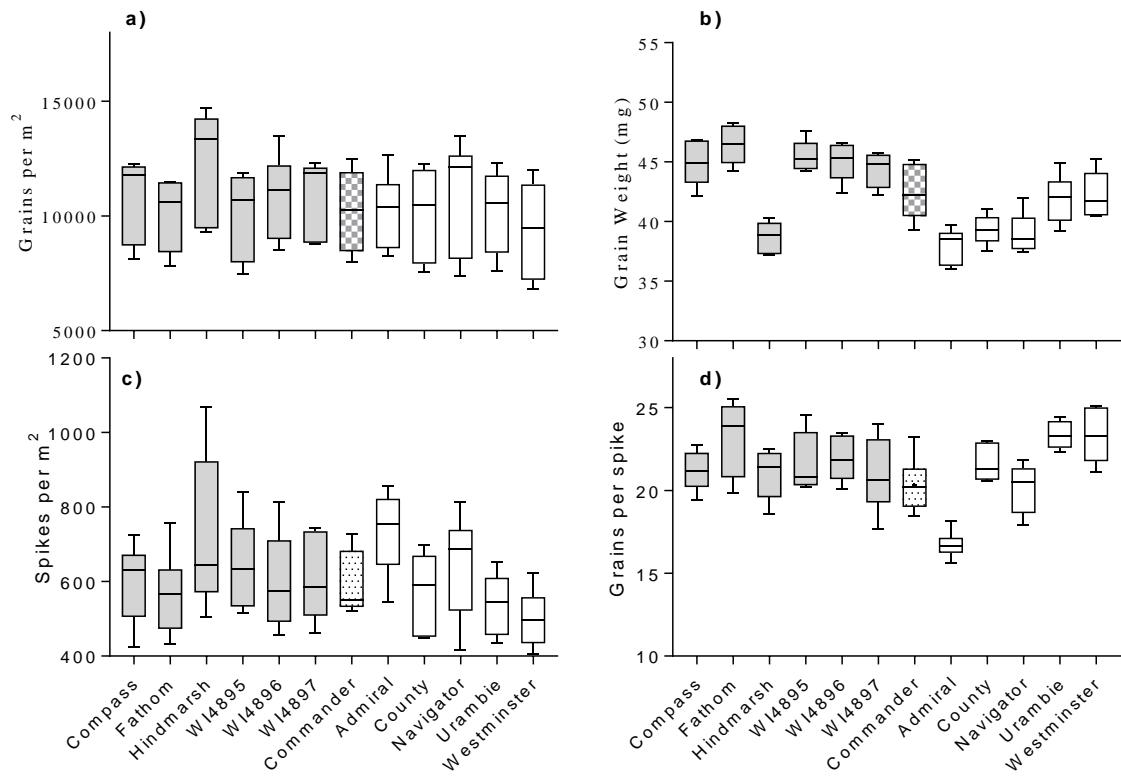 a)
Grains per m2
15000
10000
5000
b)
Grain Weight (mg)
55
50
45
40
35
30
c)
Spikes per m2
1200
1000
800
600
400
Compass
Fathom
Hindmarsh
WI4895
WI4896
WI4897
Commander
Admiral
County
Navigator
Urambie
Westminster
d)
Grains per spike
25
20
15
10
Compass
Fathom
Hindmarsh
WI4895
WI4896
WI4897
Commander
Admiral
County
Navigator
Urambie
Westminster